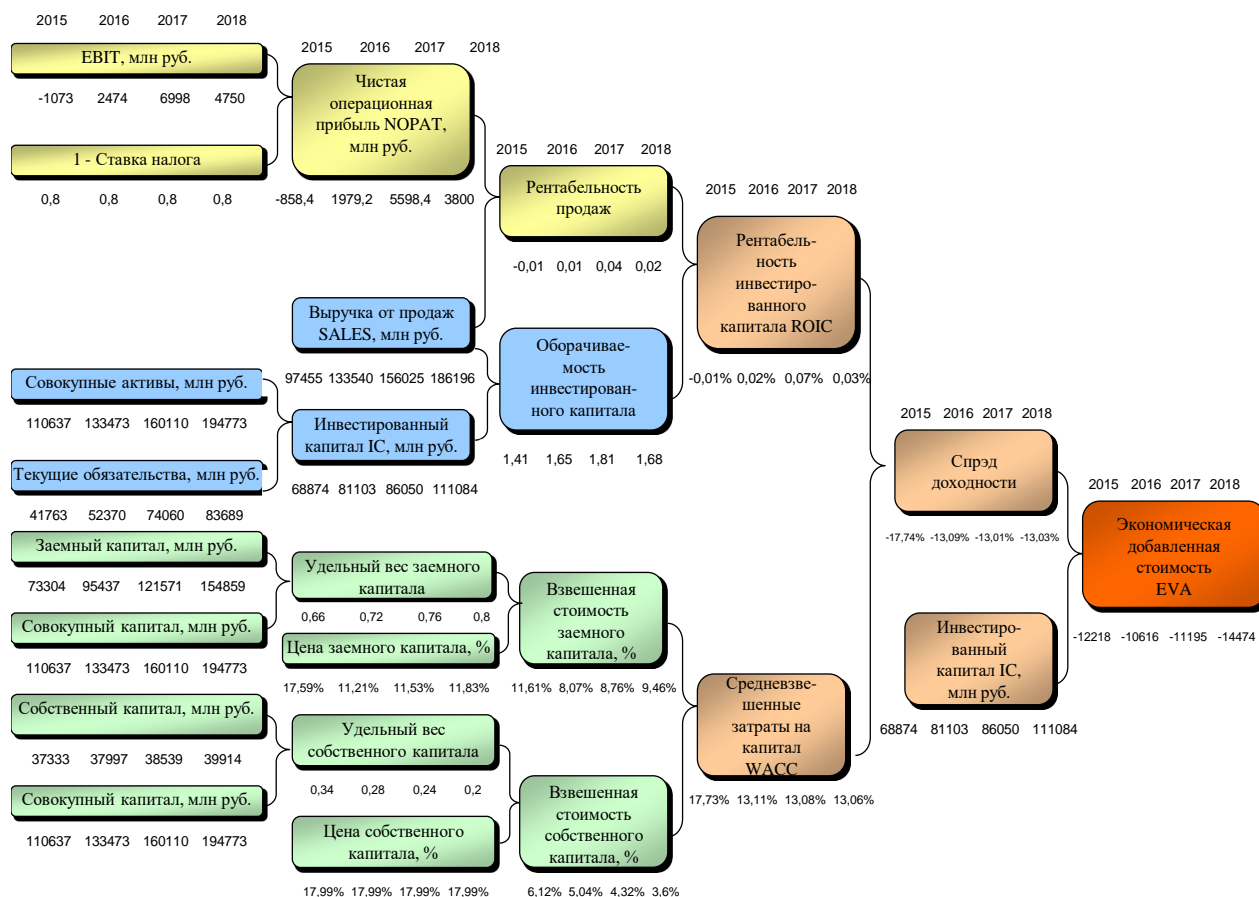 2015 2016 2017 2018
EBIT, млн руб.
-1073 2474 6998 4750
1 - Ставка налога
0,8 0,8 0,8 0,8
2015 2016 2017 2018
Чистая
операционная
прибыль NOPAT,
млн руб.
-858,4 1979,2 5598,4 3800
2015 2016 2017 2018
Рентабельность
продаж
-0,01 0,01 0,04 0,02
2015 2016 2017 2018
Рентабель-
ность
инвестиро-
ванного
капитала ROIC
-0,01% 0,02% 0,07% 0,03%
Выручка от продаж
SALES, млн руб.
97455 133540 156025 186196
Совокупные активы, млн руб.
110637 133473 160110 194773
Текущие обязательства, млн руб.
41763 52370 74060 83689
Инвестированный
капитал IC, млн руб.
68874 81103 86050 111084
Оборачивае-
мость
инвестирован-
ного капитала
1,41 1,65 1,81 1,68
2015 2016 2017 2018
Спрэд
доходности
-17,74% -13,09% -13,01% -13,03%
2015 2016 2017 2018
Экономическая
добавленная
стоимость
EVA
-12218 -10616 -11195 -14474
Заемный капитал, млн руб.
73304 95437 121571 154859
Совокупный капитал, млн руб.
110637 133473 160110 194773
Удельный вес заемного
капитала
0,66 0,72 0,76 0,8
Цена заемного капитала, %
17,59% 11,21% 11,53% 11,83%
Взвешенная
стоимость
заемного
капитала, %
11,61% 8,07% 8,76% 9,46%
Инвестиро-
ванный
капитал IC,
млн руб.
68874 81103 86050 111084
Собственный капитал, млн руб.
37333 37997 38539 39914
Совокупный капитал, млн руб.
110637 133473 160110 194773
Удельный вес
собственного капитала
0,34 0,28 0,24 0,2
Цена собственного
капитала, %
17,99% 17,99% 17,99% 17,99%
Взвешенная
стоимость
собственного
капитала, %
6,12% 5,04% 4,32% 3,6%
Средневзве-
шенные
затраты на
капитал
WACC
17,73% 13,11% 13,08% 13,06%